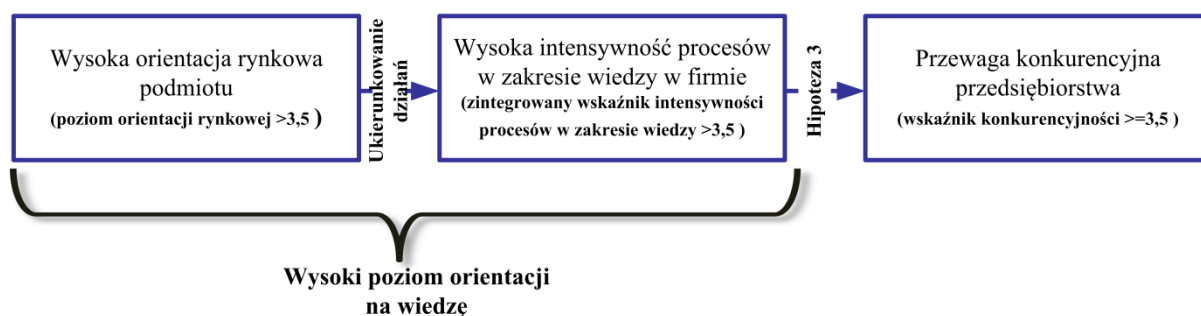 Wysoka orientacja rynkowa
podmiotu
(poziom orientacji rynkowej >3,5 )
Ukierunkowanie
działań
Wysoka intensywność procesów
w zakresie wiedzy w firmie
(zintegrowany wskaźnik intensywności
procesów w zakresie wiedzy >3,5 )
Hipoteza 3
Przewaga konkurencyjna
przedsiębiorstwa
(wskaźnik konkurencyjności >=3,5 )
Wysoki poziom orientacji
na wiedzę